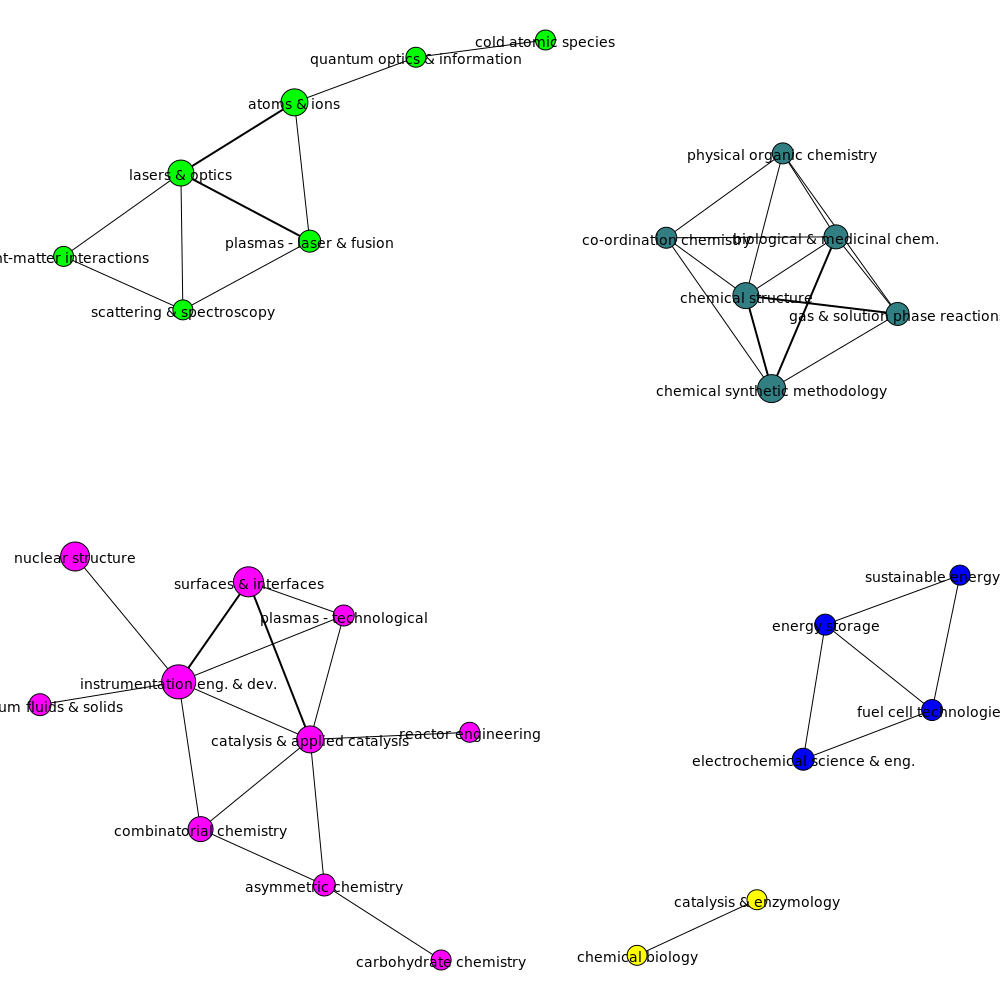 cold atomic species
quantum optics & information
atoms & ions
lasers & optics
plasmas - laser & fusion
nt-matter interactions
scattering & spectroscopy
physical organic chemistry
co-ordination chemistry
biological & medicinal chem.
chemical structure
gas & solution phase reactions
chemical synthetic methodology
nuclear structure
surfaces & interfaces
plasmas - technological
instrumentation eng. & dev.
um fluids & solids
catalysis & applied catalysis
reactor engineering
combinatorial chemistry
asymmetric chemistry
carbohydrate chemistry
sustainable energy
energy storage
fuel cell technologie
electrochemical science & eng.
catalysis & enzymology
chemical biology